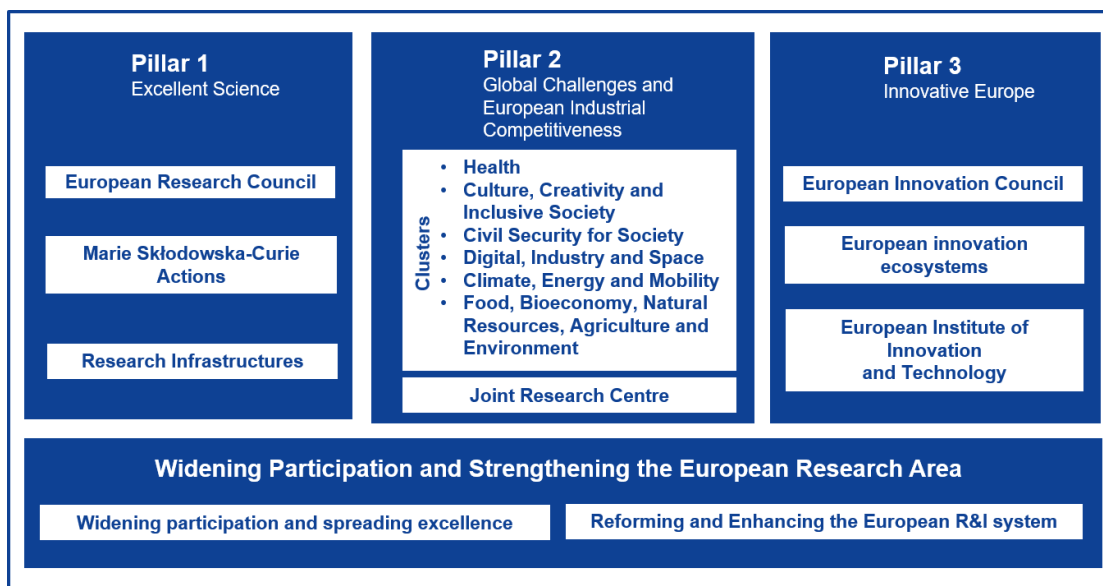 Pillar 1
Excellent Science
European Research Council
Marie Skłodowska-Curie
Actions
Research Infrastructures
Pillar 2
Global Challenges and
European Industrial
Competitiveness
Clusters
• Health
• Culture, Creativity and
Inclusive Society
• Civil Security for Society
• Digital, Industry and Space
• Climate, Energy and Mobility
• Food, Bioeconomy, Natural
Resources, Agriculture and
Environment
Joint Research Centre
Pillar 3
Innovative Europe
European Innovation Council
European innovation
ecosystems
European Institute of
Innovation
and Technology
Widening Participation and Strengthening the European Research Area
Widening participation and spreading excellence
Reforming and Enhancing the European R&I system